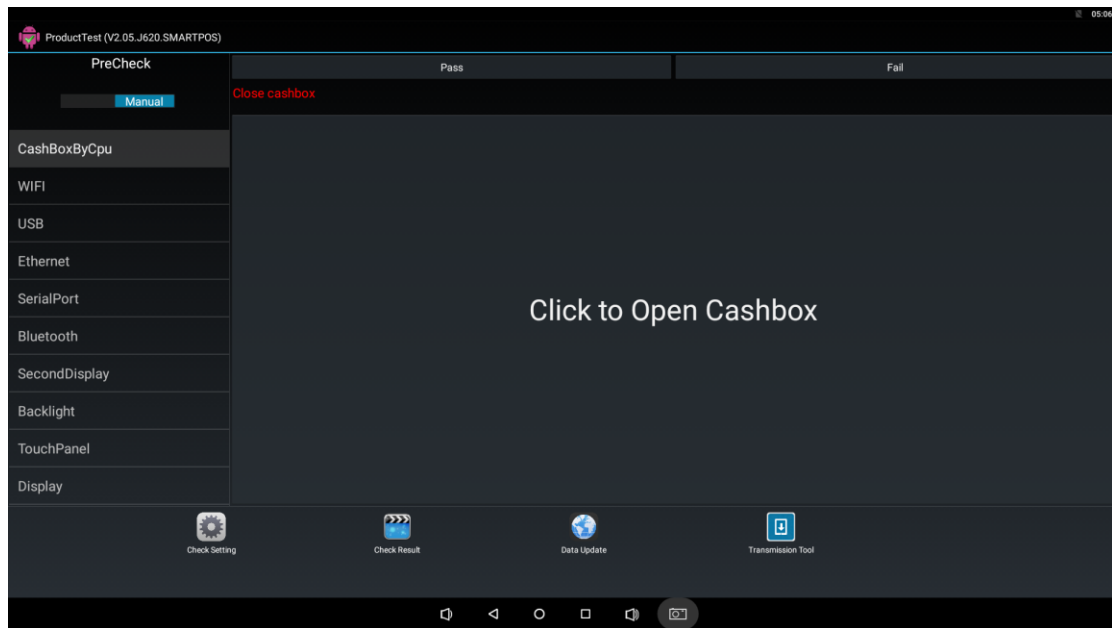 05:06
ProductTest (V2.05.J620.SMARTPOS)
PreCheck
Manual
Pass
Fail
Close cashbox
CashBoxByCpu
WIFI
USB
Ethernet
SerialPort
Bluetooth
SecondDisplay
Backlight
TouchPanel
Display
Click to Open Cashbox
Check Setting
Check Result
Data Update
Transmission Tool